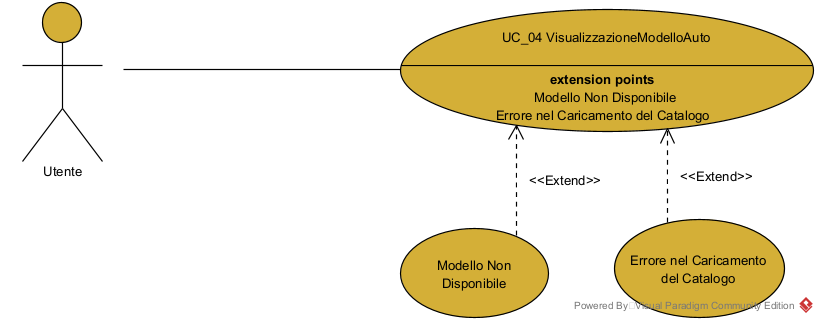 UC_04 VisualizzazioneModelloAuto
extension points
Modello Non Disponibile
Errore nel Caricamento del Catalogo
Utente
<<Extend>>
<<Extend>>
Modello Non
Disponibile
Errore nel Caricamento
del Catalogo
Powered By Visual Paradigm Community Edition